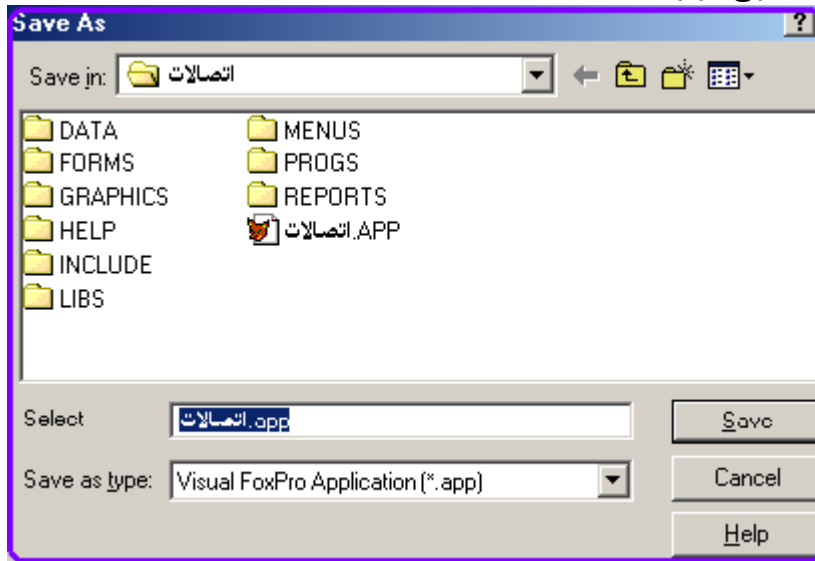 Save As
?
Save in: اتصالات
DATA
FORMS
GRAPHICS
HELP
INCLUDE
LIBS
MENUS
PROGS
REPORTS
اتصالات.APP
Select
اتصالات.app
Save
Save as type:
Visual FoxPro Application (*.app)
Cancel
Help